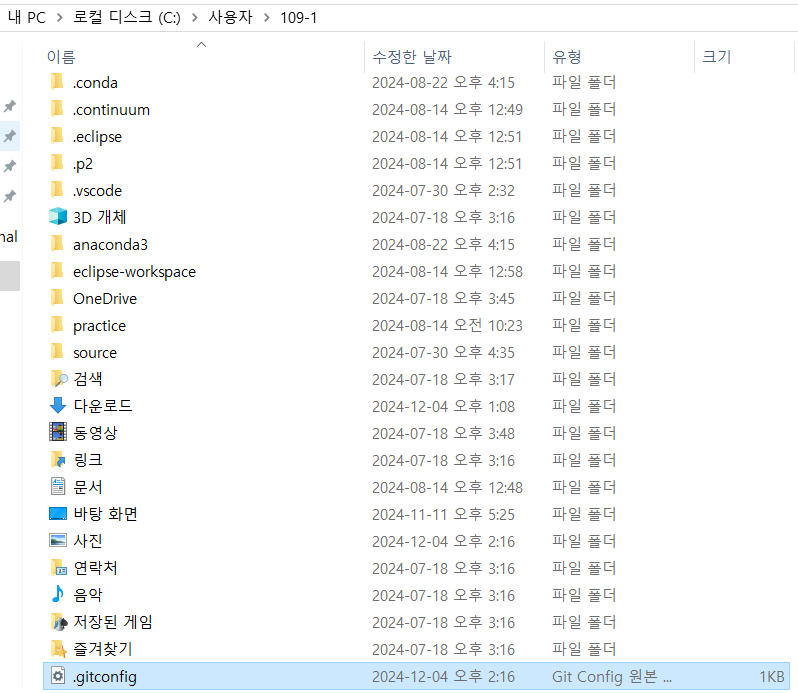 내 PC > 로컬 디스크 (C:) > 사용자 > 109-1
이름 수정한 날짜 유형 크기
.conda 2024-08-22 오후 4:15 파일 폴더
.continuum 2024-08-14 오후 12:49 파일 폴더
.eclipse 2024-08-14 오후 12:51 파일 폴더
.p2 2024-08-14 오후 12:51 파일 폴더
.vscode 2024-07-30 오후 2:32 파일 폴더
3D 개체 2024-07-18 오후 3:16 파일 폴더
nal anaconda3 2024-08-22 오후 4:15 파일 폴더
eclipse-workspace 2024-08-14 오후 12:58 파일 폴더
OneDrive 2024-07-18 오후 3:45 파일 폴더
practice 2024-08-14 오전 10:23 파일 폴더
source 2024-07-30 오후 4:35 파일 폴더
검색 2024-07-18 오후 3:17 파일 폴더
다운로드 2024-12-04 오후 1:08 파일 폴더
동영상 2024-07-18 오후 3:48 파일 폴더
링크 2024-07-18 오후 3:16 파일 폴더
문서 2024-08-14 오후 12:48 파일 폴더
바탕 화면 2024-11-11 오후 5:25 파일 폴더
사진 2024-12-04 오후 2:16 파일 폴더
연락처 2024-07-18 오후 3:16 파일 폴더
음악 2024-07-18 오후 3:16 파일 폴더
저장된 게임 2024-07-18 오후 3:16 파일 폴더
즐겨찾기 2024-07-18 오후 3:16 파일 폴더
.gitconfig 2024-12-04 오후 2:16 Git Config 원본 ... 1KB